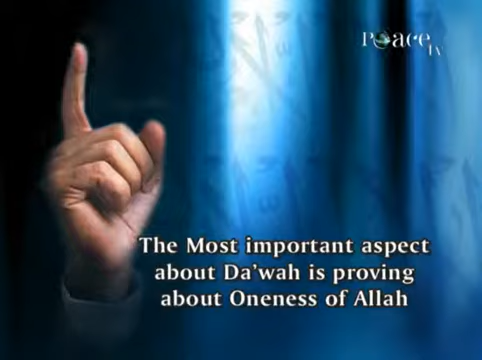 Peace TV
The Most important aspect
about Da'wah is proving
about Oneness of Allah